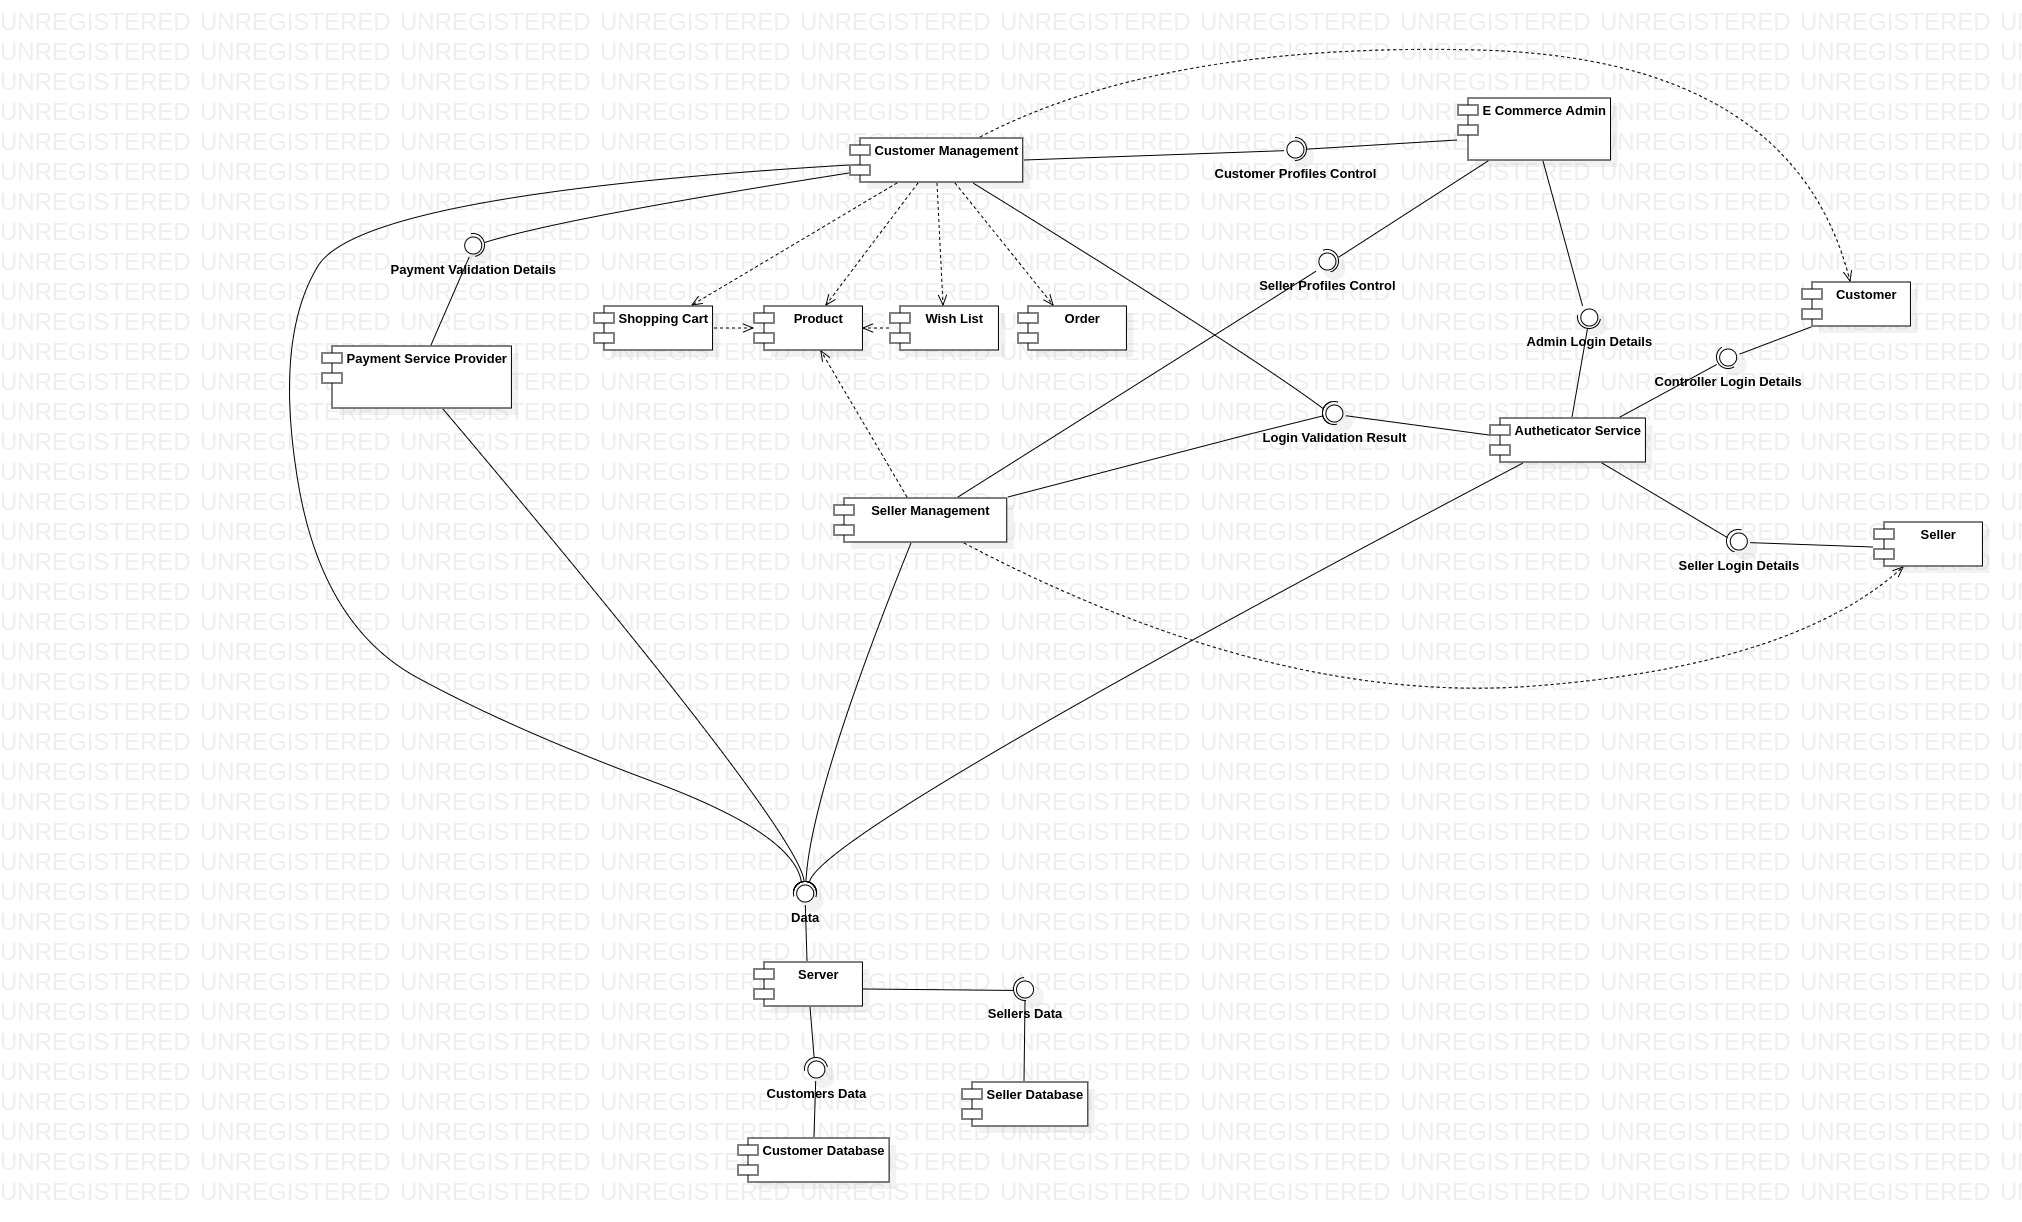 E Commerce Admin
Customer Management
Customer Profiles Control
Payment Validation Details
Seller Profiles Control
Customer
Shopping Cart
Product
Wish List
Order
Admin Login Details
Payment Service Provider
Controller Login Details
Autheticator Service
Login Validation Result
Seller Management
Seller
Seller Login Details
Data
Server
Sellers Data
Customers Data
Seller Database
Customer Database
UNREGISTERED